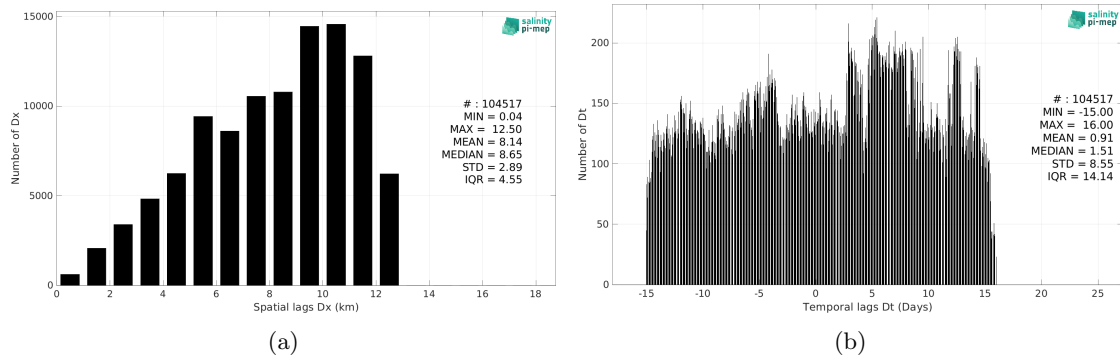 15000
10000
5000
0
Number of Dx
0 2 4 6 8 10 12 14 16 18
Spatial lags Dx (km)
salinity
pi-mep
# : 104517
MIN = 0.04
MAX = 12.50
MEAN = 8.14
MEDIAN = 8.65
STD = 2.89
IQR = 4.55
(a)
200
150
100
50
0
Number of Dt
-15 -10 -5 0 5 10 15 20 25
Temporal lags Dt (Days)
salinity
pi-mep
# : 104517
MIN = -15.00
MAX = 16.00
MEAN = 0.91
MEDIAN = 1.51
STD = 8.55
IQR = 14.14
(b)